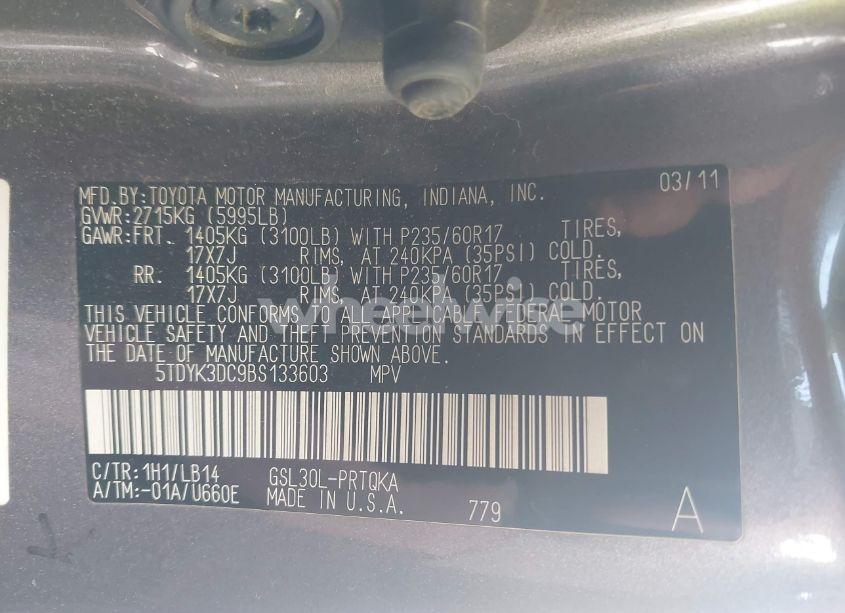 MFD.BY:TOYOTA MOTOR MANUFACTURING, INDIANA, INC. 03/11
GVWR:2715KG (5995LB)
GAWR:FRT. 1405KG (3100LB) WITH P235/60R17 TIRES,
17X7J RIMS, AT 240KPA (35PSI) COLD.
RR. 1405KG (3100LB) WITH P235/60R17 TIRES,
17X7J RIMS, AT 240KPA (35PSI) COLD.
wheelwise
THIS VEHICLE CONFORMS TO ALL APPLICABLE FEDERAL MOTOR
VEHICLE SAFETY AND THEFT PREVENTION STANDARDS IN EFFECT ON
THE DATE OF MANUFACTURE SHOWN ABOVE.
5TDYK3DC9BS133603 MPV
C/TR:1H1/LB14 GSL30L-PRTQKA
A/TM:-01A/U660E MADE IN U.S.A. 779 A